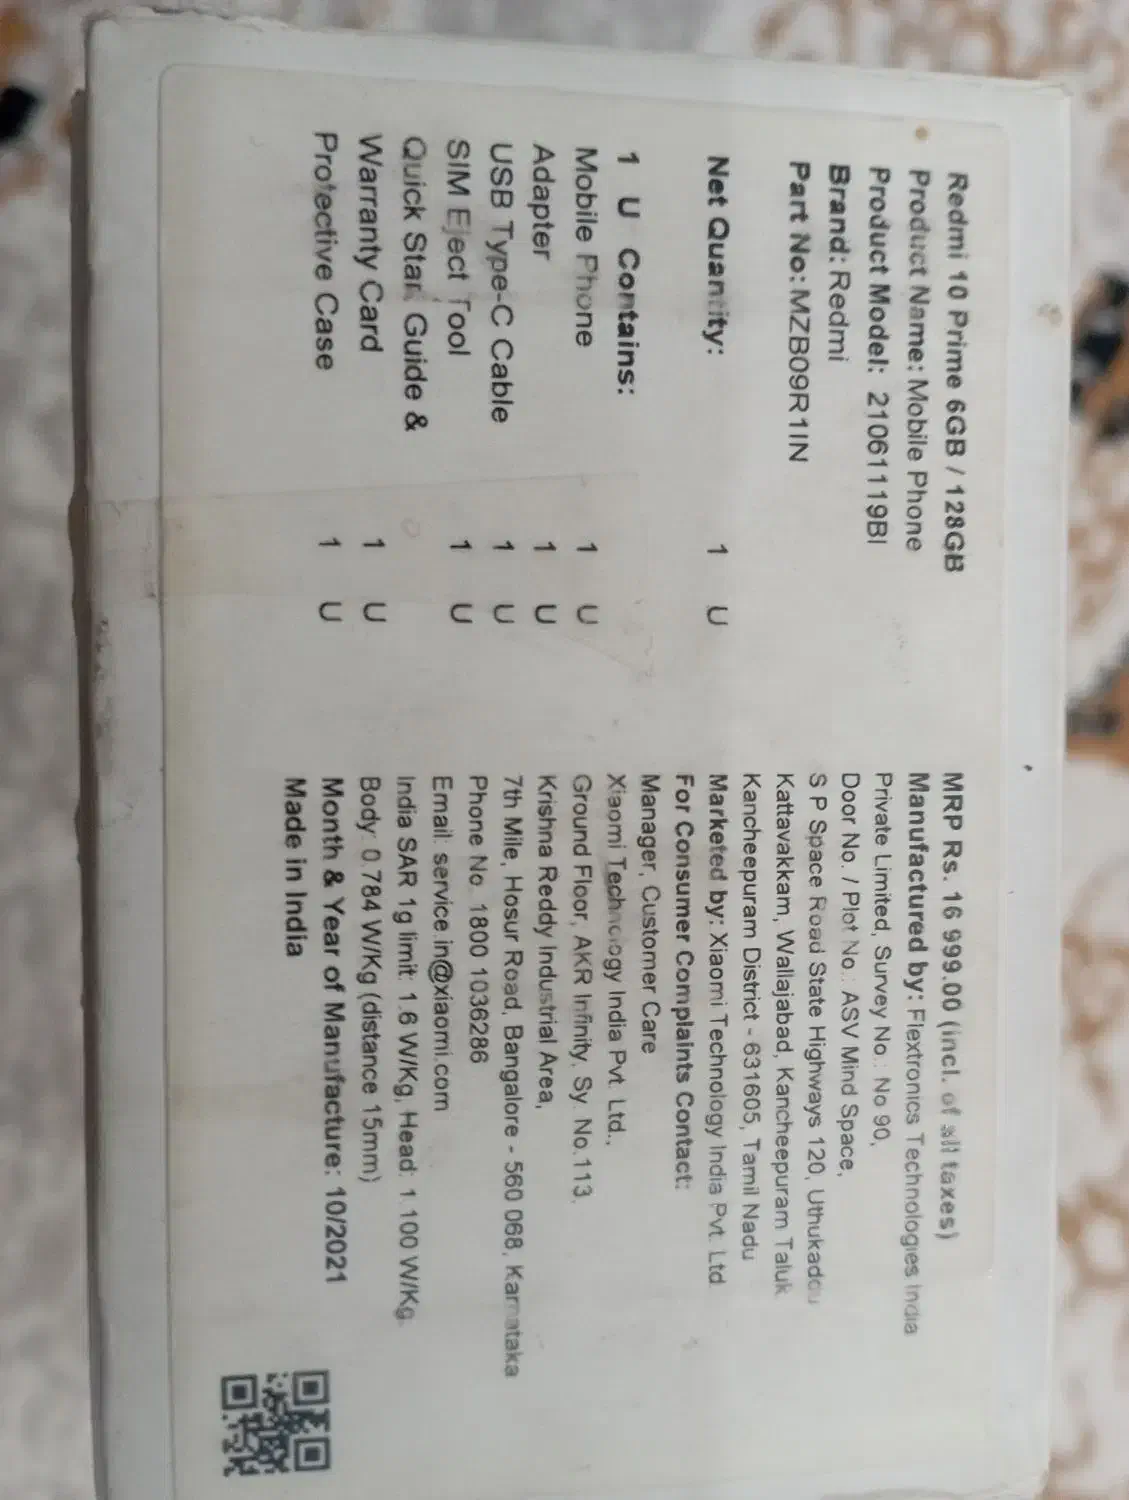 Redmi 10 Prime 6GB / 128GB
Product Name: Mobile Phone
Product Model: 21061119BI
Brand: Redmi
Part No: MZB09R1IN
Net Quantity: 1 U
1 U Contains:
Mobile Phone 1 U
Adapter 1 U
USB Type-C Cable 1 U
SIM Eject Tool 1 U
Quick Start Guide &
Warranty Card 1 U
Protective Case 1 U
MRP Rs. 16 999.00 (incl. of all taxes)
Manufactured by: Flextronics Technologies India
Private Limited, Survey No.: No 90,
Door No. / Plot No.: ASV Mind Space,
S P Space Road State Highways 120, Uthukadou
Kattavakkam, Wallajabad, Kancheepuram Taluk
Kancheepuram District - 631605, Tamil Nadu
Marketed by: Xiaomi Technology India Pvt. Ltd.
For Consumer Complaints Contact:
Manager, Customer Care
Xiaomi Technology India Pvt. Ltd.,
Ground Floor, AKR Infinity, Sy. No.113,
Krishna Reddy Industrial Area,
7th Mile, Hosur Road, Bangalore - 560 068, Karnataka
Phone No. 1800 1036286
Email: service.in@xiaomi.com
India SAR 1g limit: 1.6 W/Kg, Head: 1.100 W/Kg.
Body: 0.784 W/Kg (distance 15mm)
Month & Year of Manufacture: 10/2021
Made in India